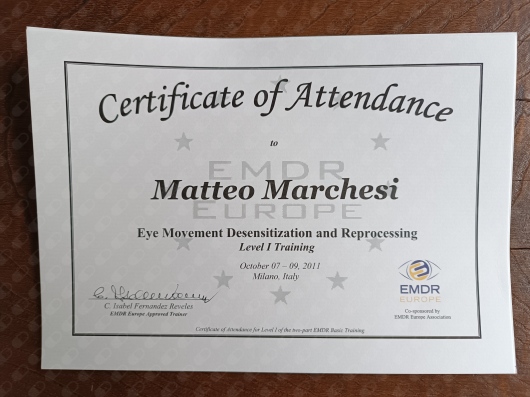 Certificate of Attendance
to
EMDR
EUROPE
Matteo Marchesi
Eye Movement Desensitization and Reprocessing
Level I Training
October 07 – 09, 2011
Milano, Italy
C. Isabel Fernandez Reveles
EMDR Europe Approved Trainer
EMDR
EUROPE
Co-sponsored by
EMDR Europe Association
Certificate of Attendance for Level I of the two-part EMDR Basic Training